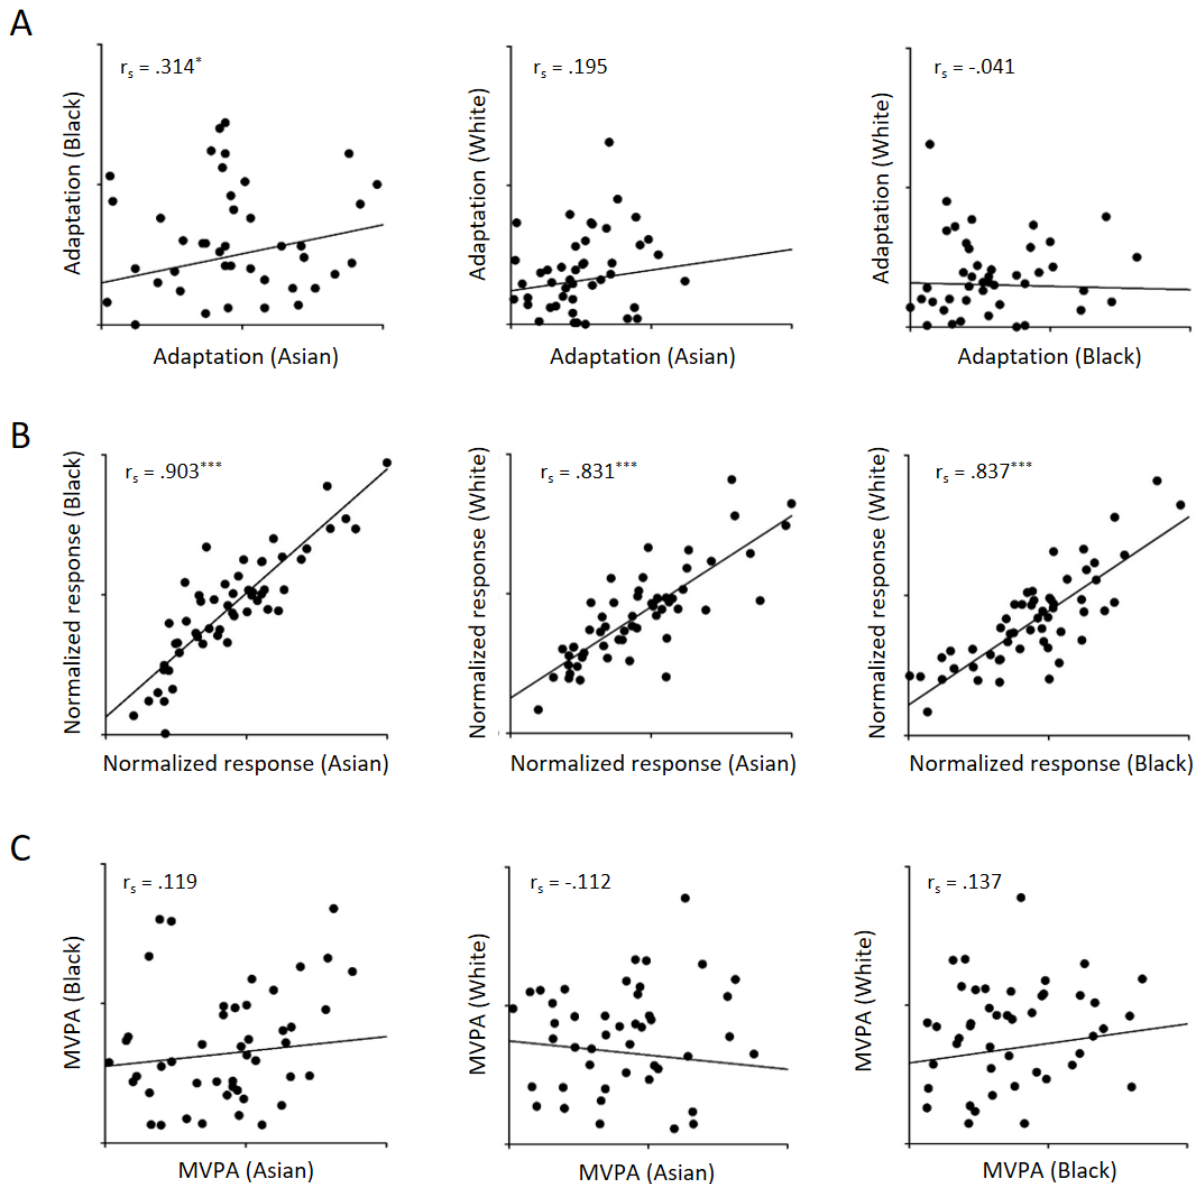 A
rs = .314*
Adaptation (Black)
Adaptation (Asian)
rs = .195
Adaptation (White)
Adaptation (Asian)
rs = -.041
Adaptation (White)
Adaptation (Black)
B
rs = .903***
Normalized response (Black)
Normalized response (Asian)
rs = .831***
Normalized response (White)
Normalized response (Asian)
rs = .837***
Normalized response (White)
Normalized response (Black)
C
rs = .119
MVPA (Black)
MVPA (Asian)
rs = -.112
MVPA (White)
MVPA (Asian)
rs = .137
MVPA (White)
MVPA (Black)